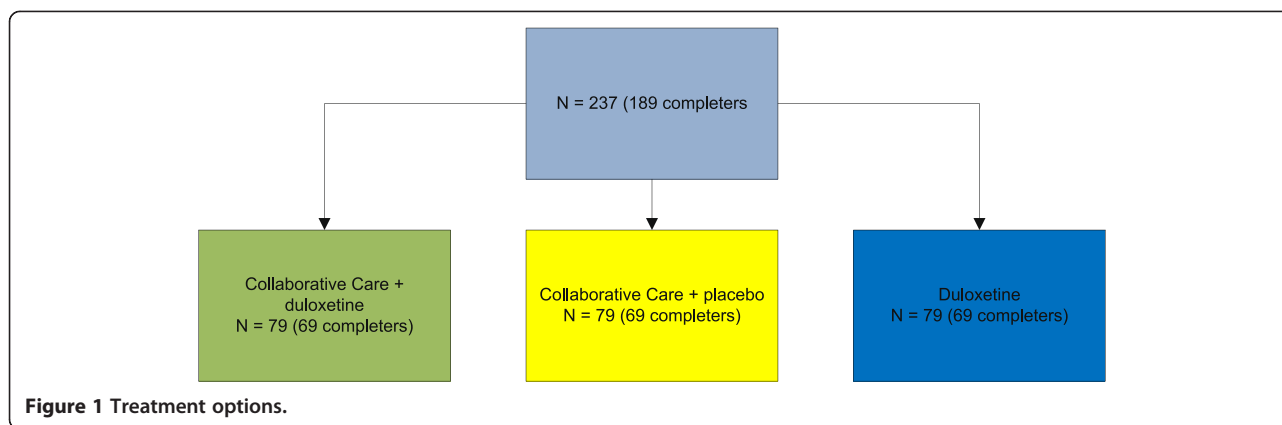 N = 237 (189 completers
Collaborative Care +
duloxetine
N = 79 (69 completers)
Collaborative Care + placebo
N = 79 (69 completers)
Duloxetine
N = 79 (69 completers)
Figure 1 Treatment options.